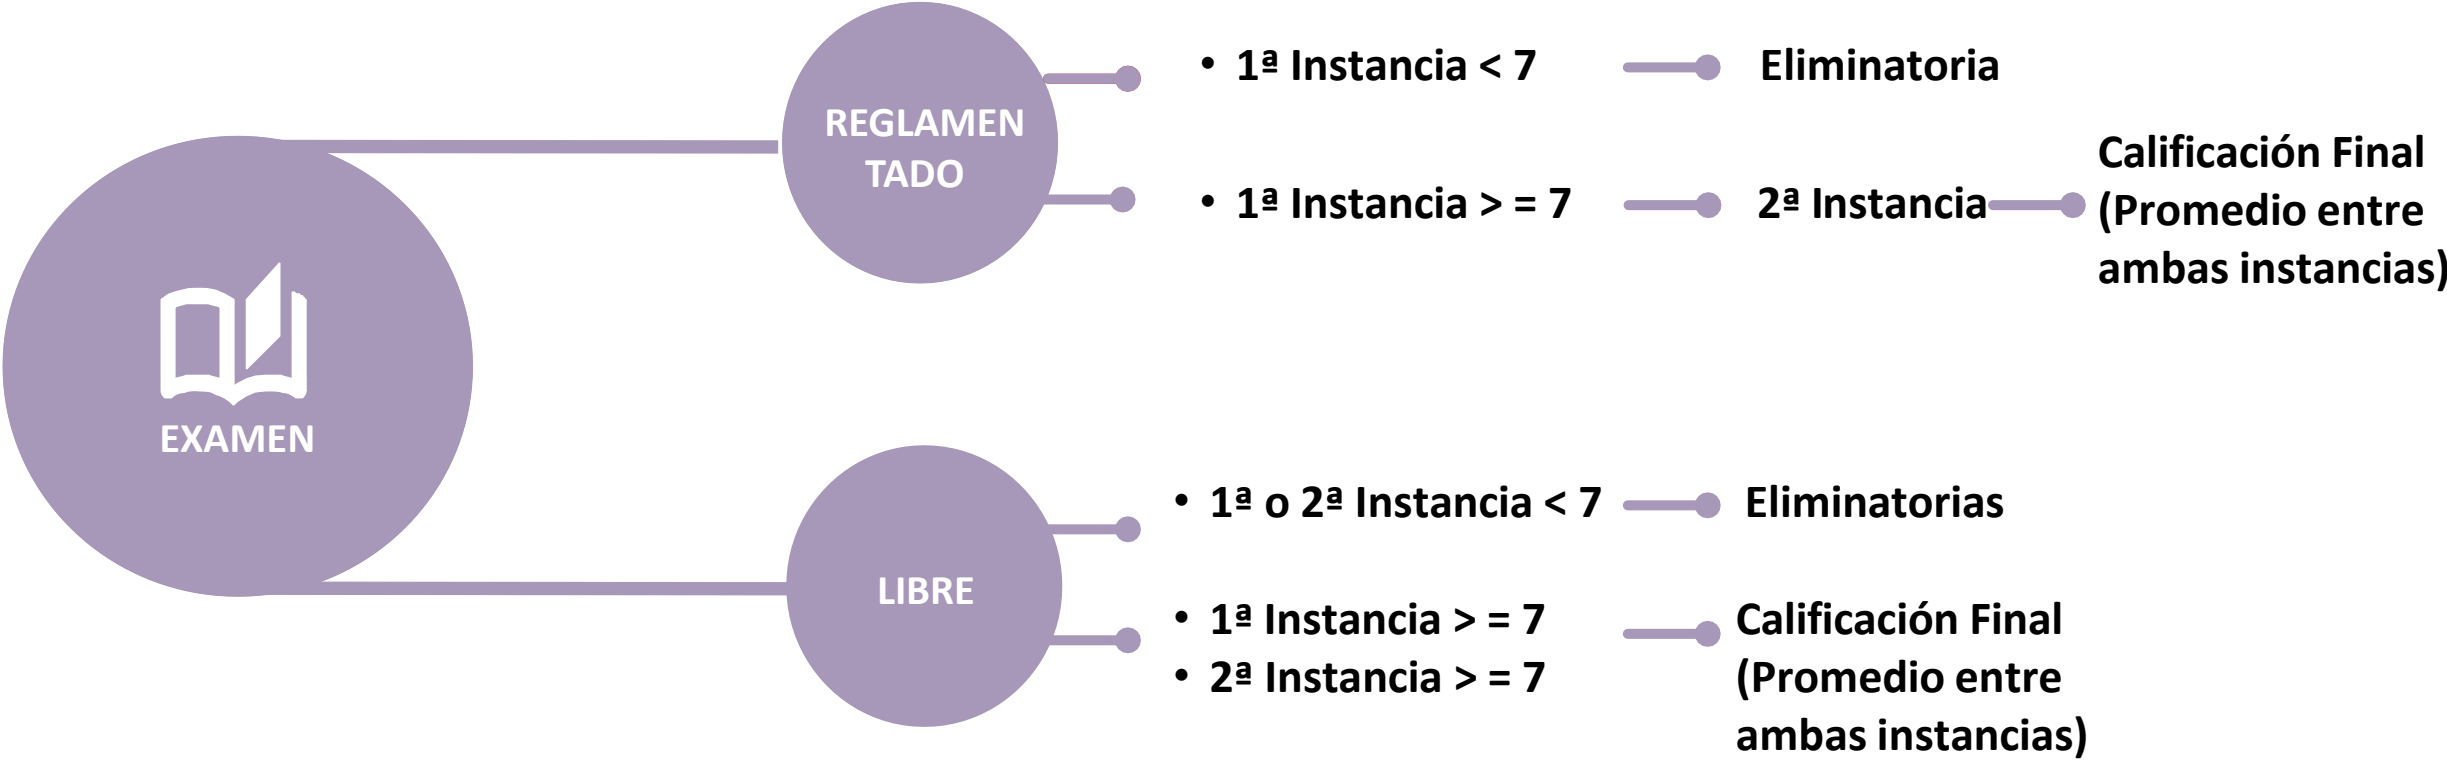 EXAMEN
REGLAMEN
TADO
• 1ª Instancia < 7
Eliminatoria
• 1ª Instancia > = 7
2ª Instancia
Calificación Final
(Promedio entre
ambas instancias)
LIBRE
• 1ª o 2ª Instancia < 7
Eliminatorias
• 1ª Instancia > = 7
• 2ª Instancia > = 7
Calificación Final
(Promedio entre
ambas instancias)